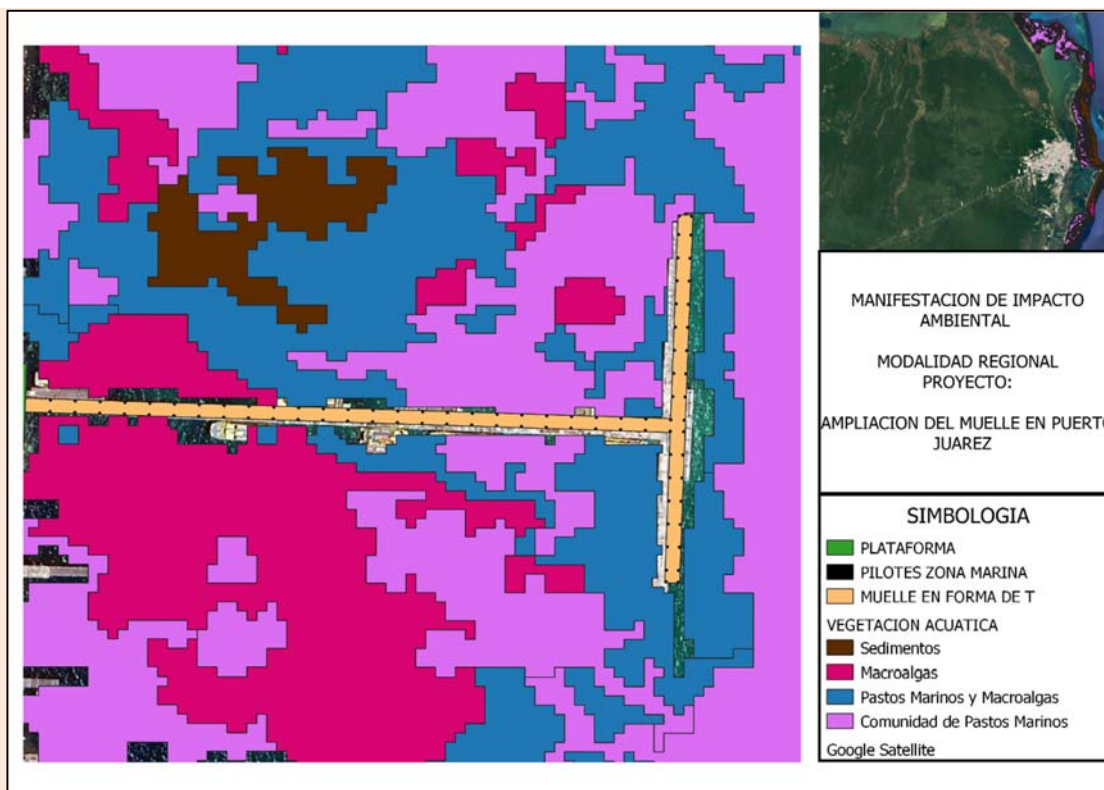 MANIFESTACION DE IMPACTO
AMBIENTAL
MODALIDAD REGIONAL
PROYECTO:
AMPLIACION DEL MUELLE EN PUERTO
JUAREZ
SIMBOLOGIA
PLATAFORMA
PILOTES ZONA MARINA
MUELLE EN FORMA DE T
VEGETACION ACUATICA
Sedimentos
Macroalgas
Pastos Marinos y Macroalgas
Comunidad de Pastos Marinos
Google Satellite